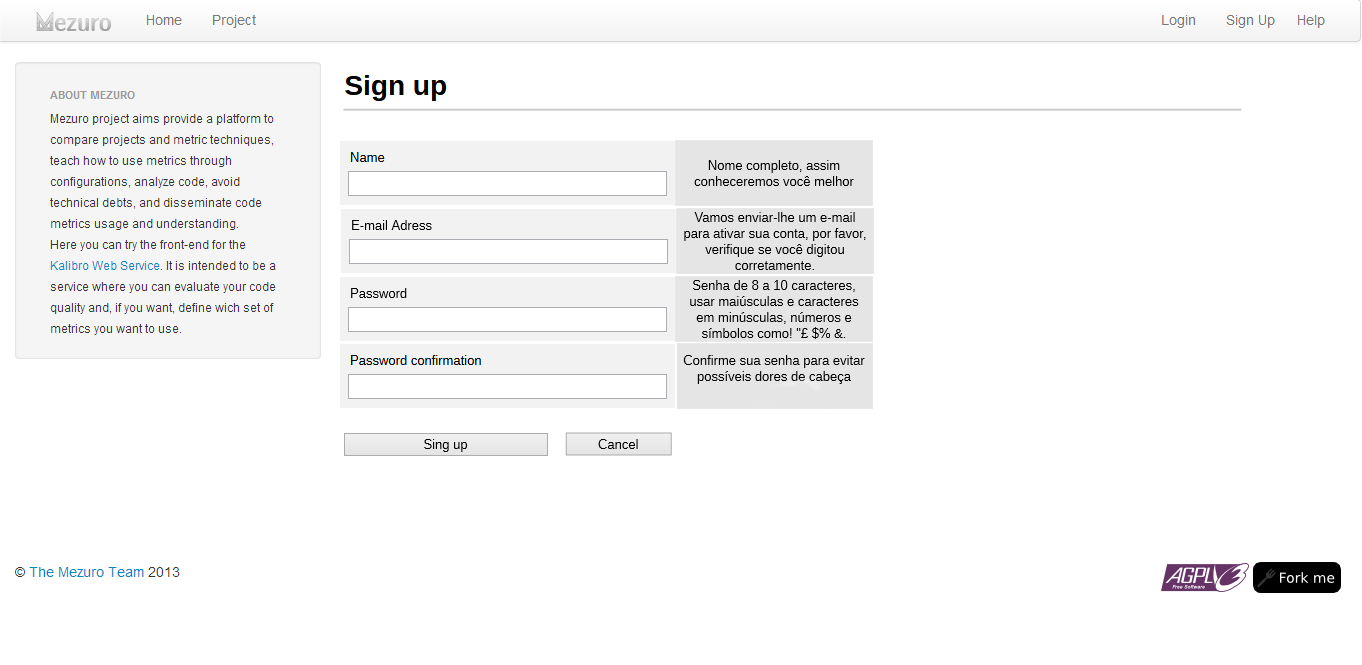 Mezuro Home Project Login Sign Up Help
ABOUT MEZURO
Mezuro project aims provide a platform to
compare projects and metric techniques,
teach how to use metrics through
configurations, analyze code, avoid
technical debts, and disseminate code
metrics usage and understanding.
Here you can try the front-end for the
Kalibro Web Service. It is intended to be a
service where you can evaluate your code
quality and, if you want, define wich set of
metrics you want to use.
Sign up
Name
Nome completo, assim
conheceremos você melhor
E-mail Adress
Vamos enviar-lhe um e-mail
para ativar sua conta, por favor,
verifique se você digitou
corretamente.
Password
Senha de 8 a 10 caracteres,
usar maiúsculas e caracteres
em minúsculas, números e
símbolos como! "£ $% &.
Password confirmation
Confirme sua senha para evitar
possíveis dores de cabeça
Sing up Cancel
© The Mezuro Team 2013
AGPLv3
Free Software
Fork me